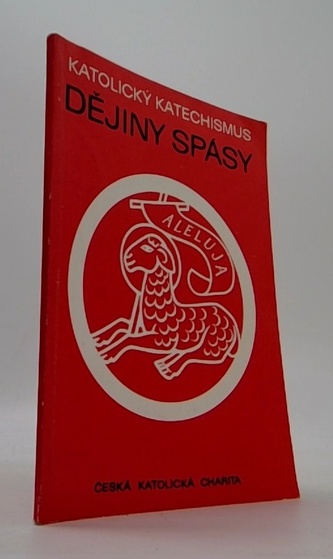 KATOLICKÝ KATECHISMUS
DĚJINY SPÁSY
ALELUJA
ČESKÁ KATOLICKÁ CHARITA